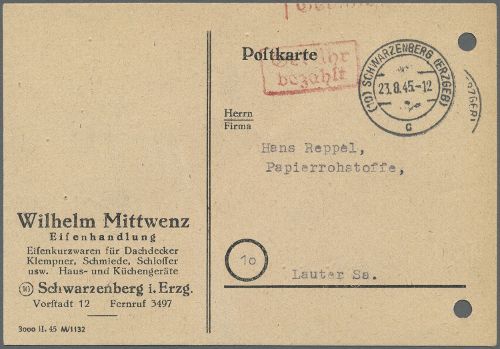 Postkarte
Gebühr
bezahlt
(10) SCHWARZENBERG (ERZGEB)
23.8.45.-12
c
ERZGEB)
Herrn
Firma
Hans Reppel,
Papierrohstoffe,
10
Lauter Sa.
Wilhelm Mittwenz
Eisenhandlung
Eisenkurzwaren für Dachdecker
Klempner, Schmiede, Schlosser
usw. Haus- und Küchengeräte
(10) Schwarzenberg i. Erzg.
Vorstadt 12 Fernruf 3497
3000 II. 45 M/1132